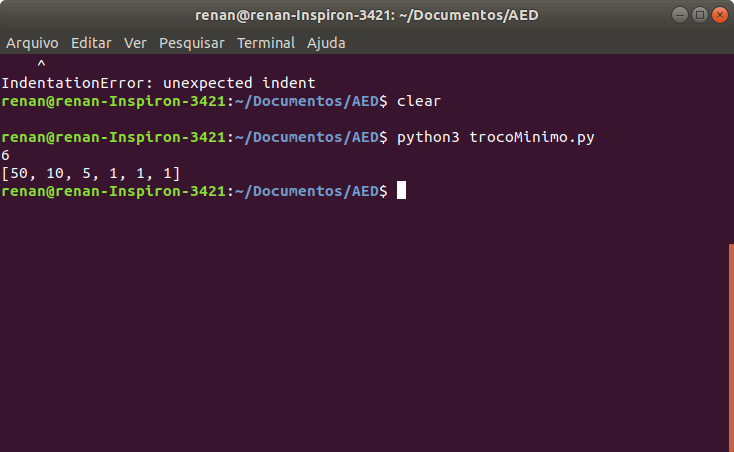 renan@renan-Inspiron-3421: ~/Documentos/AED
Arquivo Editar Ver Pesquisar Terminal Ajuda
^
IndentationError: unexpected indent
renan@renan-Inspiron-3421:~/Documentos/AED$ clear
renan@renan-Inspiron-3421:~/Documentos/AED$ python3 trocoMinimo.py
6
[50, 10, 5, 1, 1, 1]
renan@renan-Inspiron-3421:~/Documentos/AED$